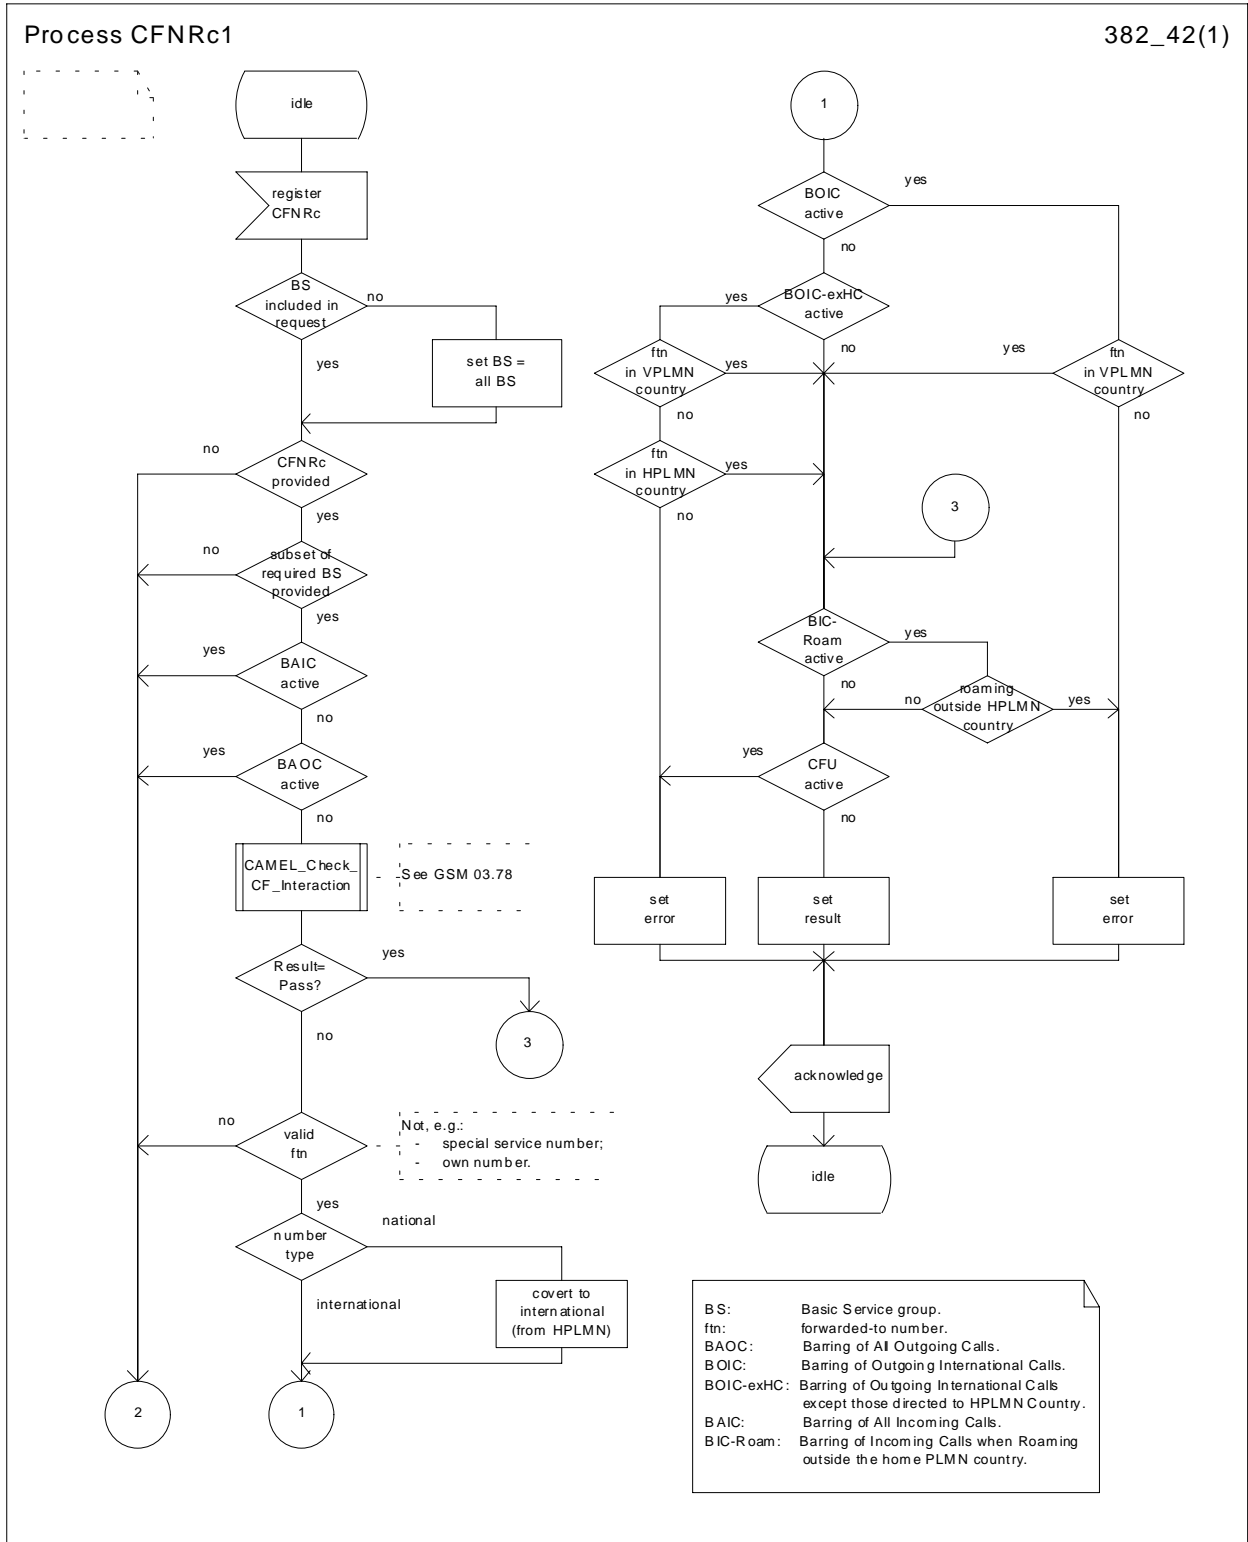 Process CFNRc1
382_42(1)
idle
register
CFNRc
BS
included in
request
no
yes
set BS =
all BS
no
CFNRc
provided
yes
no
subset of
required BS
provided
yes
yes
BAIC
active
no
yes
BAOC
active
no
CAMEL_Check_
CF_Interaction
See GSM 03.78
Result=
Pass?
yes
no
3
no
valid
ftn
Not, e.g.:
- special service number;
- own number.
yes
number
type
national
international
covert to
international
(from HPLMN)
2
1
1
BOIC
active
yes
no
yes
BOIC-exHC
active
no
ftn
in VPLMN
country
yes
no
yes
ftn
in VPLMN
country
no
ftn
in HPLMN
country
yes
no
3
BIC-
Roam
active
yes
no
no
roaming
outside HPLMN
country
yes
yes
CFU
active
no
set
error
set
result
set
error
acknowledge
idle
BS: Basic Service group.
ftn: forwarded-to number.
BAOC: Barring of All Outgoing Calls.
BOIC: Barring of Outgoing International Calls.
BOIC-exHC: Barring of Outgoing International Calls
except those directed to HPLMN Country.
BAIC: Barring of All Incoming Calls.
BIC-Roam: Barring of Incoming Calls when Roaming
outside the home PLMN country.